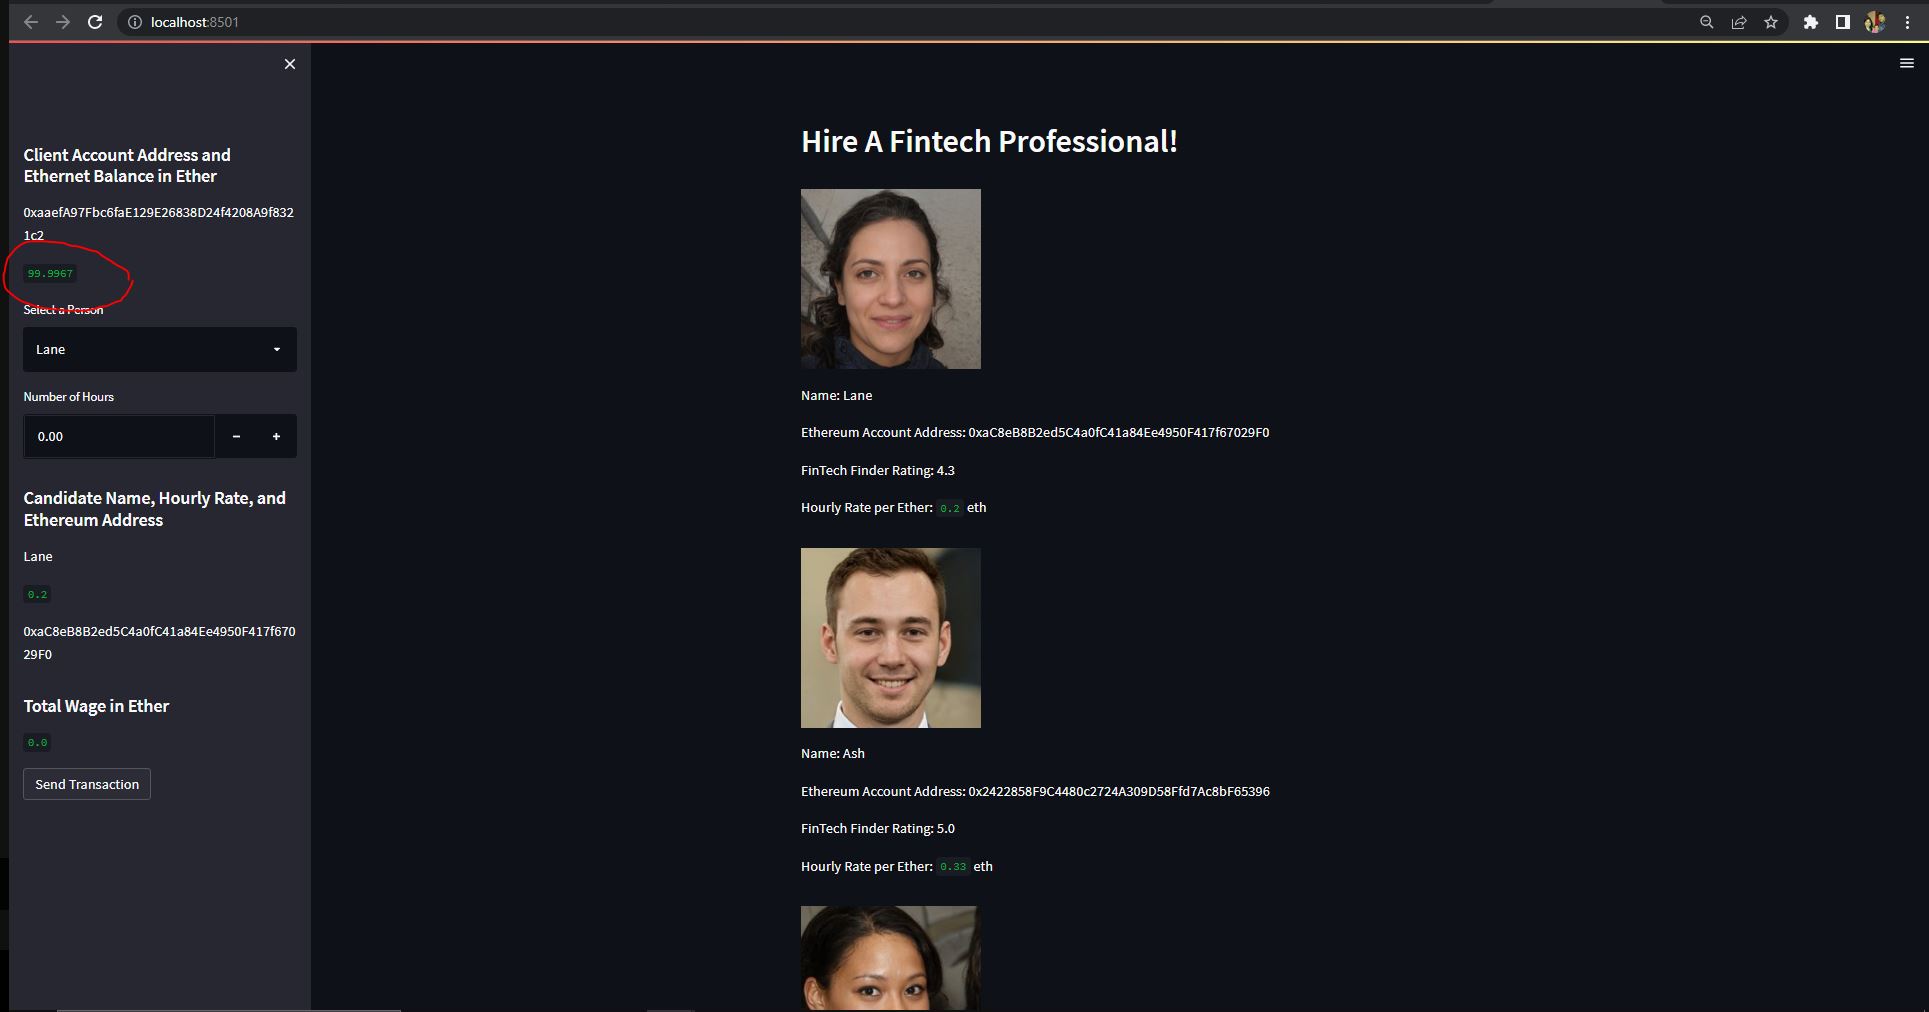 localhost:8501
Client Account Address and
Ethernet Balance in Ether
0xaaefA97Fbc6faE129E26838D24f4208A9f832
1c2
99.9967
Select a Person
Lane
Number of Hours
0.00
Candidate Name, Hourly Rate, and
Ethereum Address
Lane
0.2
0xaC8eB8B2ed5C4a0fC41a84Ee4950F417f670
29F0
Total Wage in Ether
0.0
Send Transaction
Hire A Fintech Professional!
Name: Lane
Ethereum Account Address: 0xaC8eB8B2ed5C4a0fC41a84Ee4950F417f67029F0
FinTech Finder Rating: 4.3
Hourly Rate per Ether: 0.2 eth
Name: Ash
Ethereum Account Address: 0x2422858F9C4480c2724A309D58Ffd7Ac8bF65396
FinTech Finder Rating: 5.0
Hourly Rate per Ether: 0.33 eth